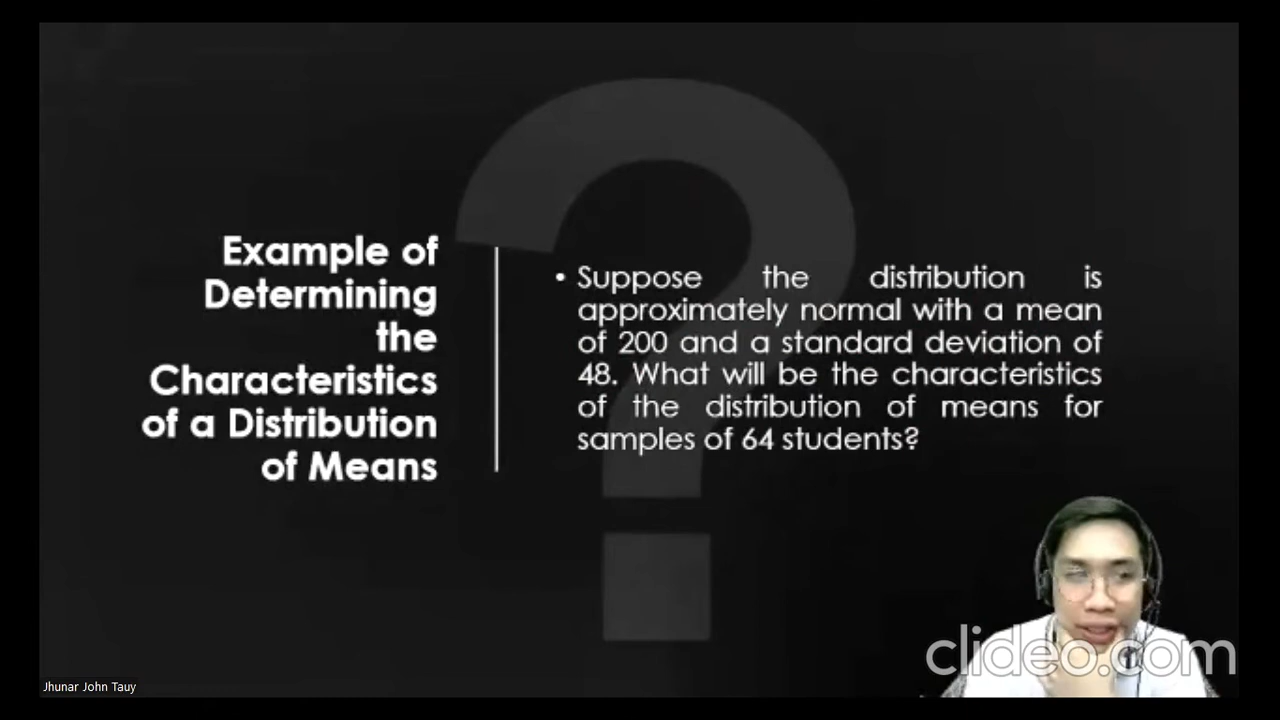 Example of
Determining
the
Characteristics
of a Distribution
of Means
• Suppose the distribution is
approximately normal with a mean
of 200 and a standard deviation of
48. What will be the characteristics
of the distribution of means for
samples of 64 students?
clideo.com
Jhunar John Tauy